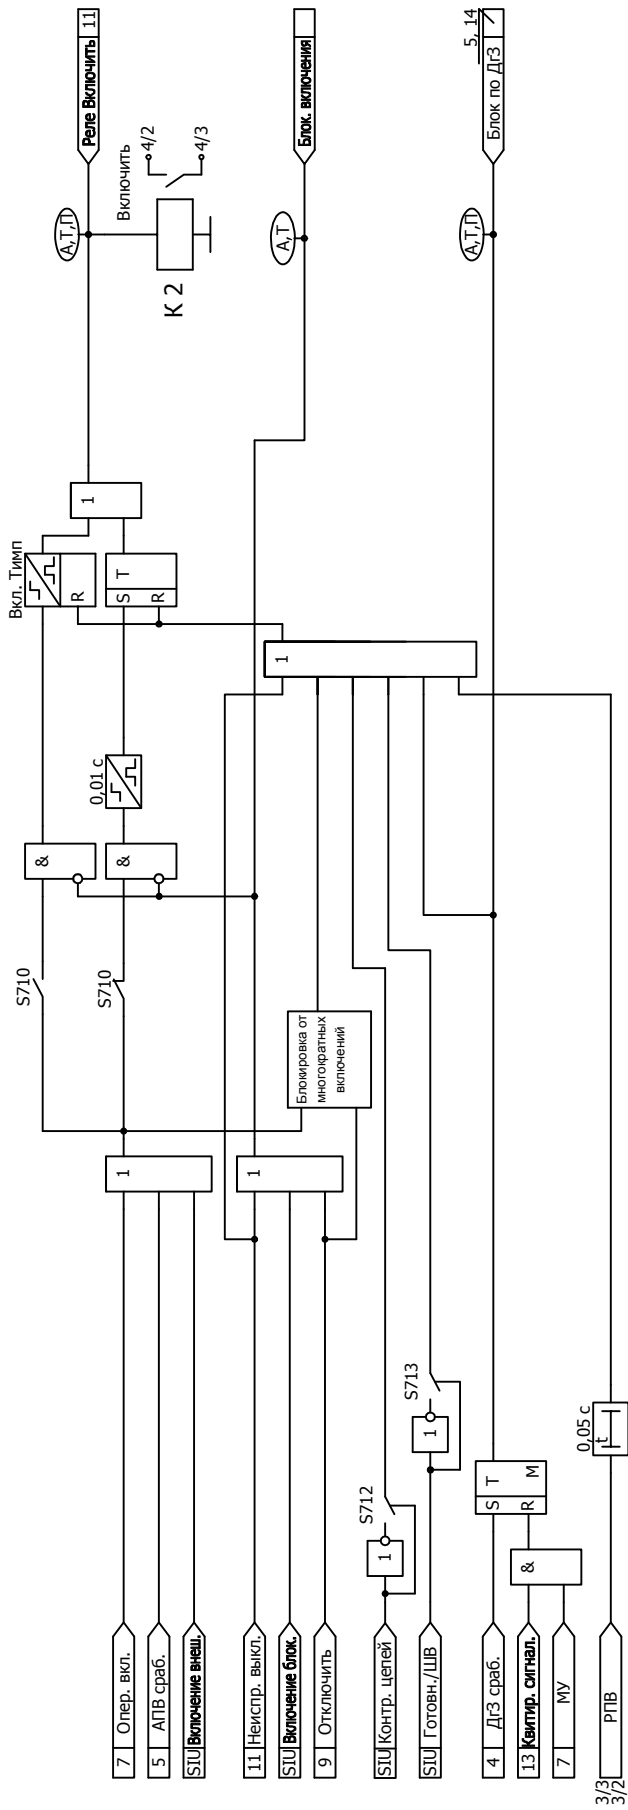 7 Опер. вкл.
5 АПВ сраб.
SIU Включение внеш.
11 Неиспр. выкл.
SIU Включение блок.
9 Отключить
SIU Контр. цепей
SIU Готовн./ШВ
4 ДгЗ сраб.
13 Квитир. сигнал.
7 МУ
3/3
3/2
РПВ
1
1
S712
1
S713
1
S T
R M
&
0,05 с
t
Блокировка от
многократных
включений
S710
S710
&
&
0,01 с
1
Вкл. Тимп
R
S T
R
1
К 2
Включить
4/2
4/3
А,Т,П
А,Т
А,Т,П
Реле Включить 11
Блок. включения
Блок по ДгЗ
5, 14